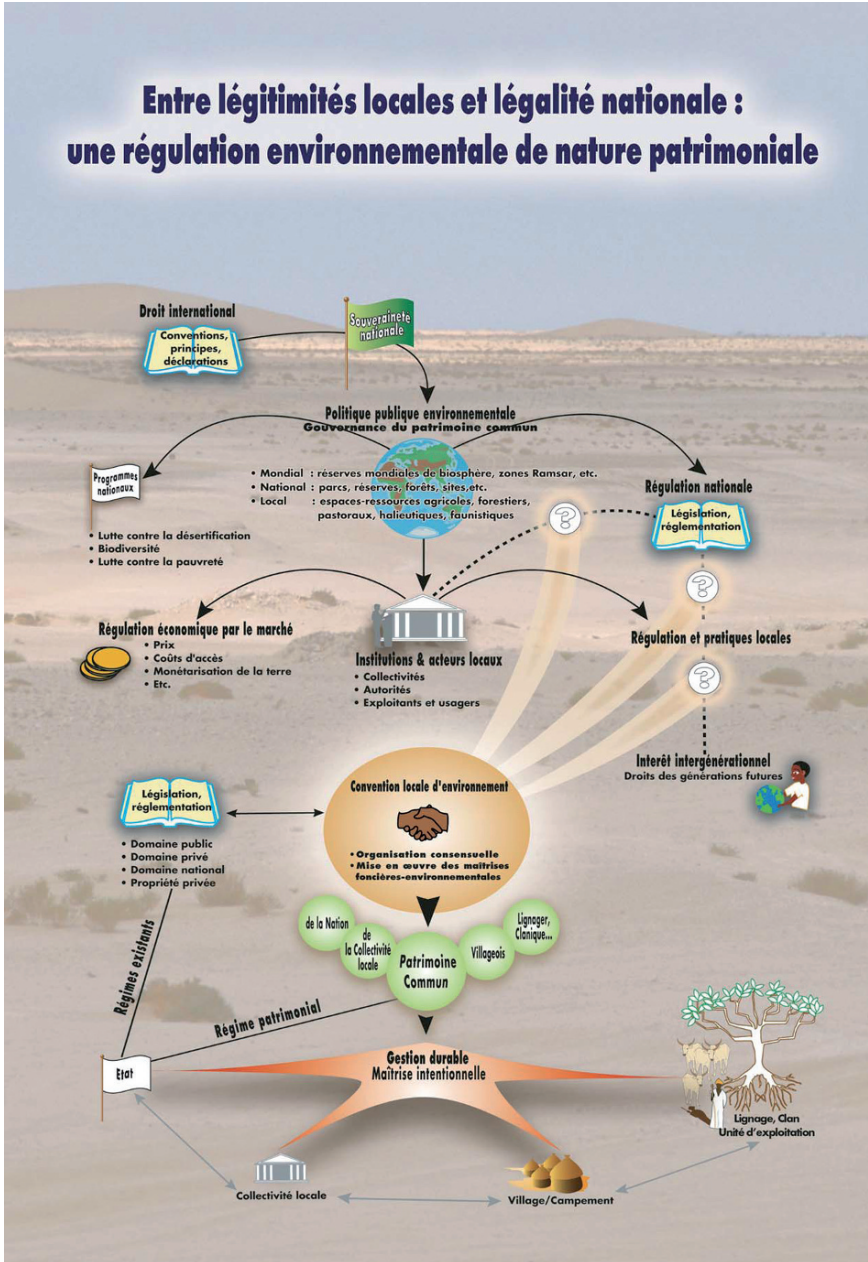 Entre légitimités locales et légalité nationale :
une régulation environnementale de nature patrimoniale
Droit international
Conventions,
principes,
déclarations
Souveraineté
nationale
Politique publique environnementale
Gouvernance du patrimoine commun
• Mondial : réserves mondiales de biosphère, zones Ramsar, etc.
• National : parcs, réserves, forêts, sites,etc.
• Local : espaces-ressources agricoles, forestiers,
pastoraux, halieutiques, faunistiques
Programmes
nationaux
• Lutte contre la désertification
• Biodiversité
• Lutte contre la pauvreté
Régulation nationale
Législation,
réglementation
?
?
?
Régulation économique par le marché
• Prix
• Coûts d'accès
• Monétarisation de la terre
• Etc.
Institutions & acteurs locaux
• Collectivités
• Autorités
• Exploitants et usagers
Régulation et pratiques locales
Interêt intergénérationnel
Droits des générations futures
Convention locale d'environnement
• Organisation consensuelle
• Mise en œuvre des maîtrises
foncières-environnementales
Législation,
réglementation
• Domaine public
• Domaine privé
• Domaine national
• Propriété privée
de la Nation
de
la Collectivité
locale
Patrimoine
Commun
Villageois
Lignager,
Clanique...
Régimes existants
Régime patrimonial
Etat
Gestion durable
Maîtrise intentionnelle
Lignage, Clan
Unité d'exploitation
Collectivité locale
Village/Campement